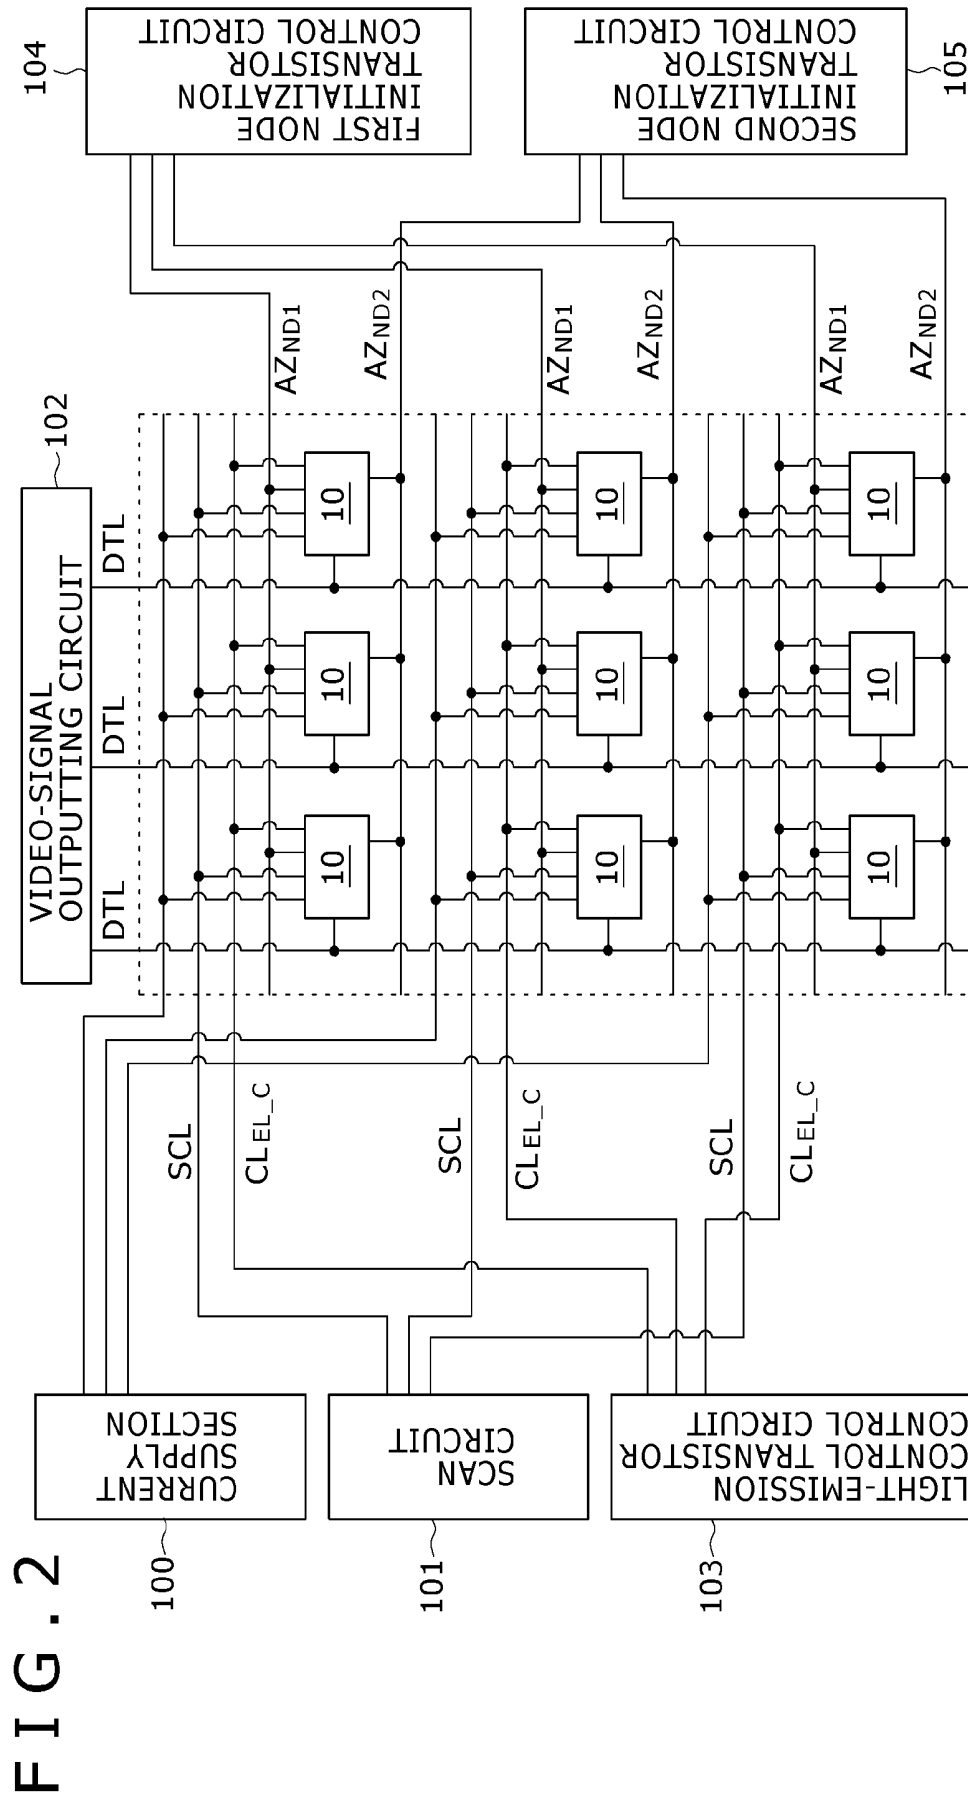 FIG.2
VIDEO-SIGNAL
OUTPUTTING CIRCUIT
102
DTL
DTL
DTL
CURRENT
SUPPLY
SECTION
100
SCAN
CIRCUIT
101
LIGHT-EMISSION
CONTROL TRANSISTOR
CONTROL CIRCUIT
103
FIRST NODE
INITIALIZATION
TRANSISTOR
CONTROL CIRCUIT
104
SECOND NODE
INITIALIZATION
TRANSISTOR
CONTROL CIRCUIT
105
SCL
CLEL_C
10
10
10
AZND1
AZND2
SCL
CLEL_C
10
10
10
AZND1
AZND2
SCL
CLEL_C
10
10
10
AZND1
AZND2